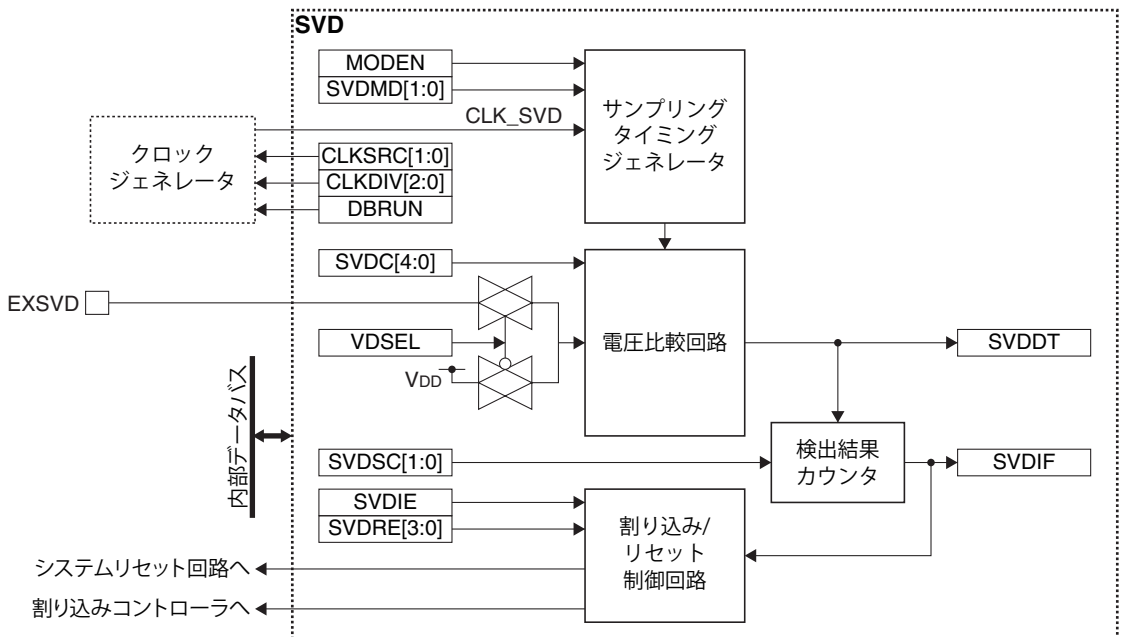 SVD
MODEN
SVDMD[1:0]
CLK_SVD
サンプリング
タイミング
ジェネレータ
クロック
ジェネレータ
CLKSRC[1:0]
CLKDIV[2:0]
DBRUN
SVDC[4:0]
EXSVD
VDSEL
VDD
電圧比較回路
SVDDT
内部データバス
SVDSC[1:0]
検出結果
カウンタ
SVDIF
SVDIE
SVDRE[3:0]
割り込み/
リセット
制御回路
システムリセット回路へ
割り込みコントローラへ